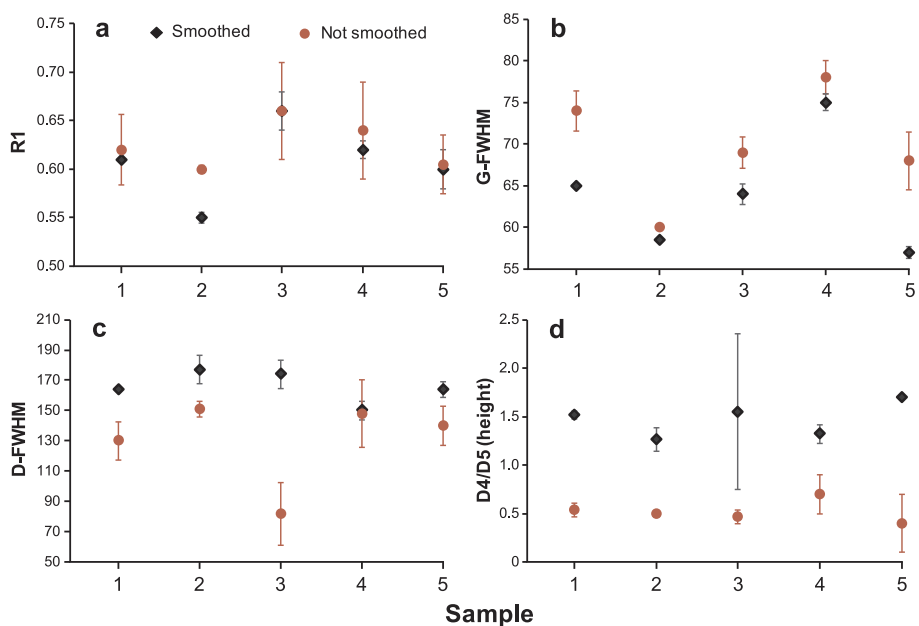 a
Smoothed
Not smoothed
R1
0.75
0.70
0.65
0.60
0.55
0.50
1 2 3 4 5
b
G-FWHM
85
80
75
70
65
60
55
1 2 3 4 5
c
D-FWHM
210
190
170
150
130
110
90
70
50
1 2 3 4 5
d
D4/D5 (height)
2.5
2.0
1.5
1.0
0.5
0
1 2 3 4 5
Sample